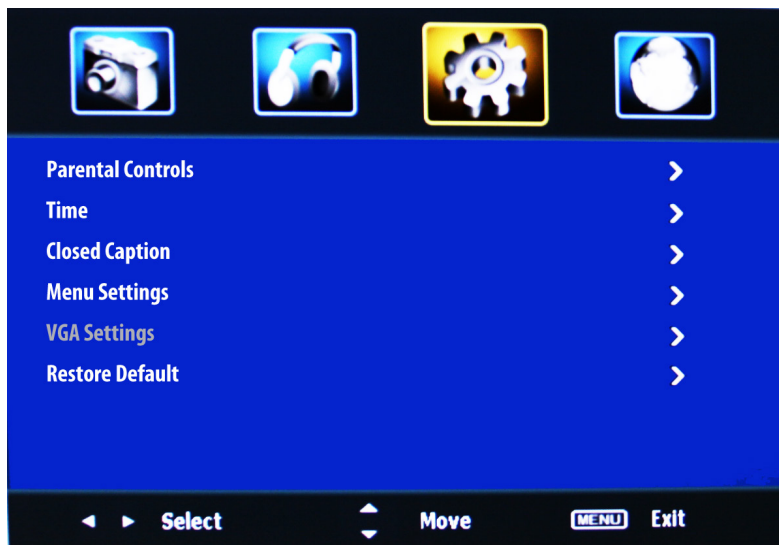 Parental Controls
Time
Closed Caption
Menu Settings
VGA Settings
Restore Default
Select Move MENU Exit